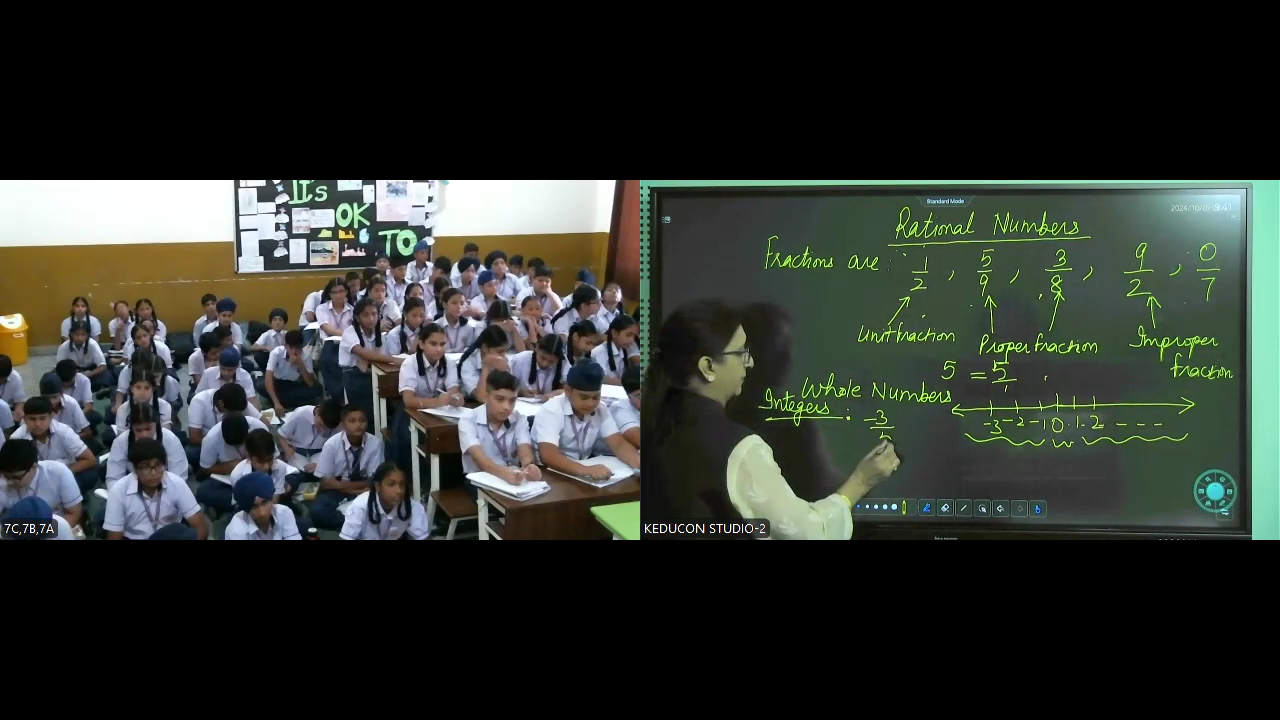 It's
OK
TO
7C,7B,7A
Standard Mode
Rational Numbers
Fractions are : 1/2 , 5/9 , 3/8 , 9/2 , 0/7
Unit fraction Proper fraction Improper fraction
5 = 5/1
Whole Numbers
Integers : -3
-3 -2 -1 0 1 2 - - -
W
KEDUCON STUDIO-2